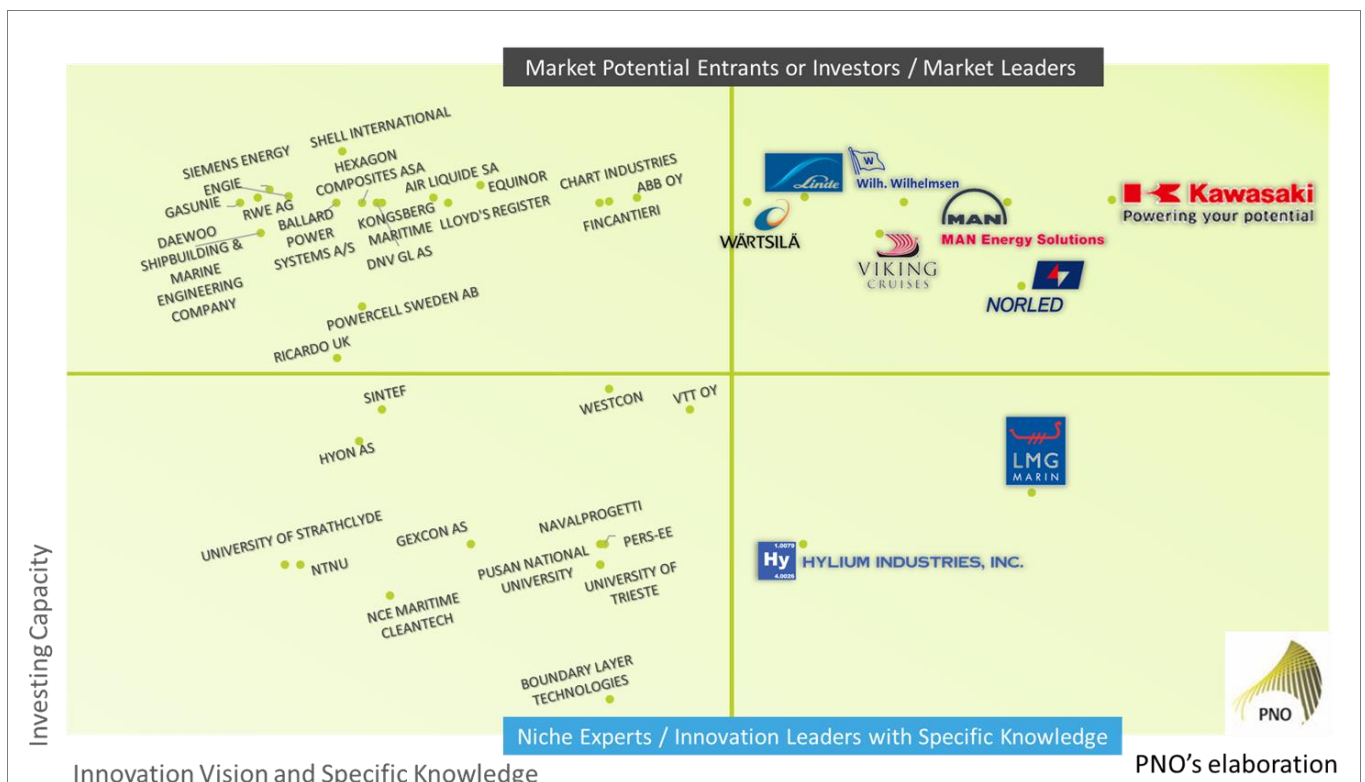 Market Potential Entrants or Investors / Market Leaders
SHELL INTERNATIONAL
SIEMENS ENERGY
HEXAGON
COMPOSITES ASA
ENGIE
GASUNIE
RWE AG
AIR LIQUIDE SA
EQUINOR
CHART INDUSTRIES
ABB OY
BALLARD
POWER
SYSTEMS A/S
KONGSBERG
MARITIME
LLOYD'S REGISTER
FINCANTIERI
DNV GL AS
DAEWOO
SHIPBUILDING &
MARINE
ENGINEERING
COMPANY
POWERCELL SWEDEN AB
RICARDO UK
Linde
W
Wilh. Wilhelmsen
WÄRTSILÄ
MAN
MAN Energy Solutions
VIKING
CRUISES
Kawasaki
Powering your potential
NORLED
SINTEF
WESTCON
VTT OY
HYON AS
LMG
MARIN
UNIVERSITY OF STRATHCLYDE
NTNU
GEXCON AS
NAVALPROGETTI
PERS-EE
PUSAN NATIONAL
UNIVERSITY
UNIVERSITY OF
TRIESTE
1.0079
Hy
4.0026
HYLIUM INDUSTRIES, INC.
NCE MARITIME
CLEANTECH
BOUNDARY LAYER
TECHNOLOGIES
Investing Capacity
PNO
Niche Experts / Innovation Leaders with Specific Knowledge
PNO's elaboration
Innovation Vision and Specific Knowledge